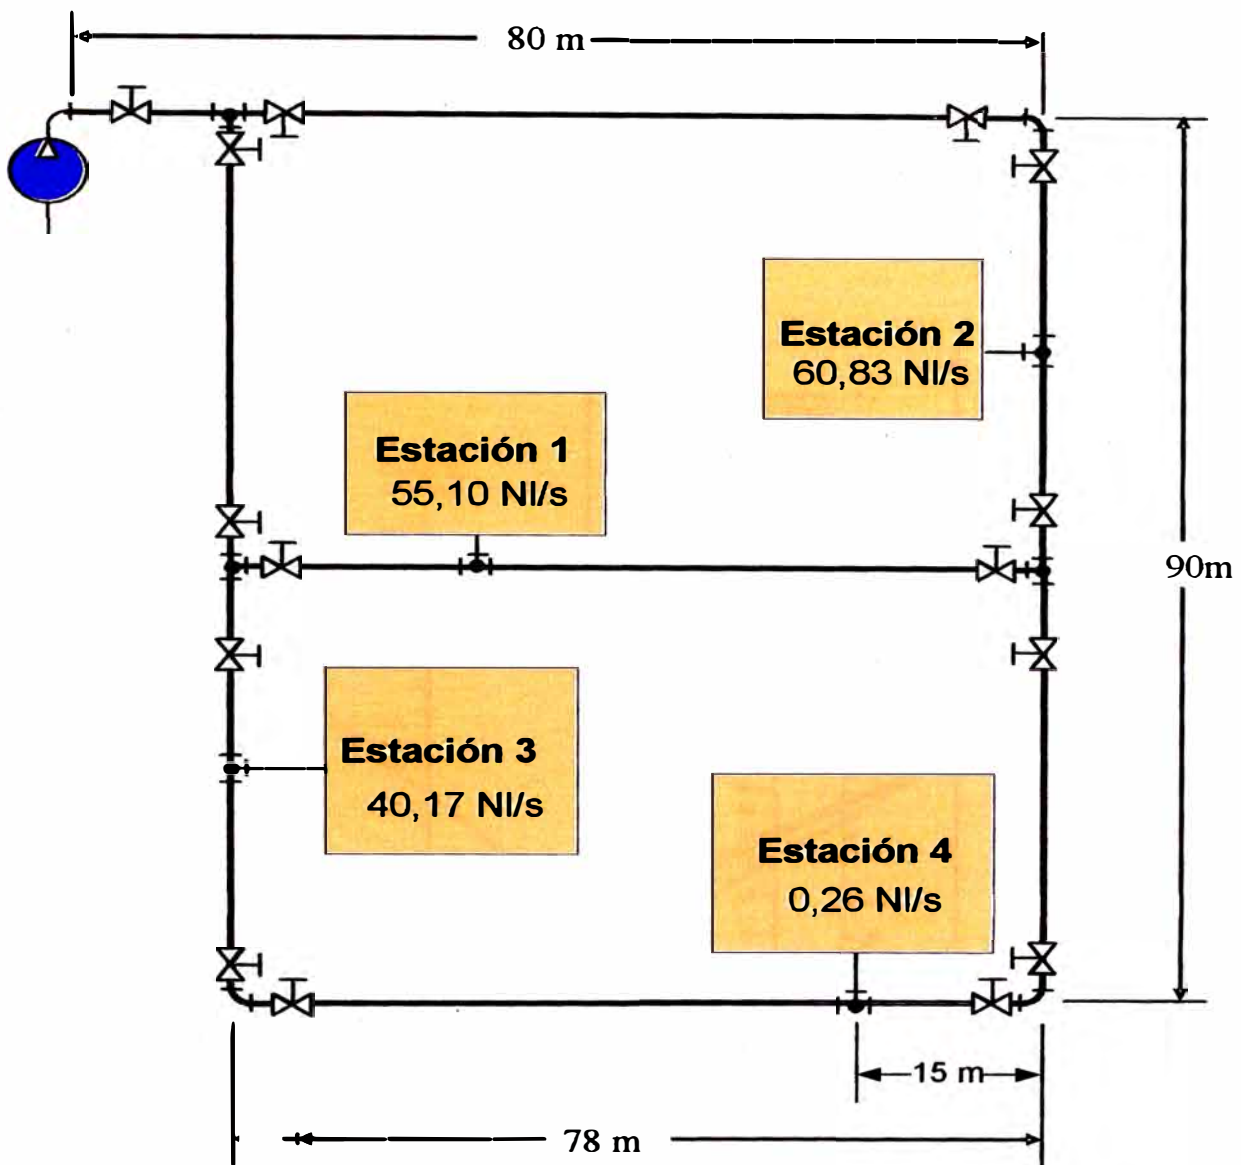 80 m
Estación 2
60,83 Nl/s
Estación 1
55,10 Nl/s
90m
Estación 3
40,17 Nl/s
Estación 4
0,26 Nl/s
15 m
78 m